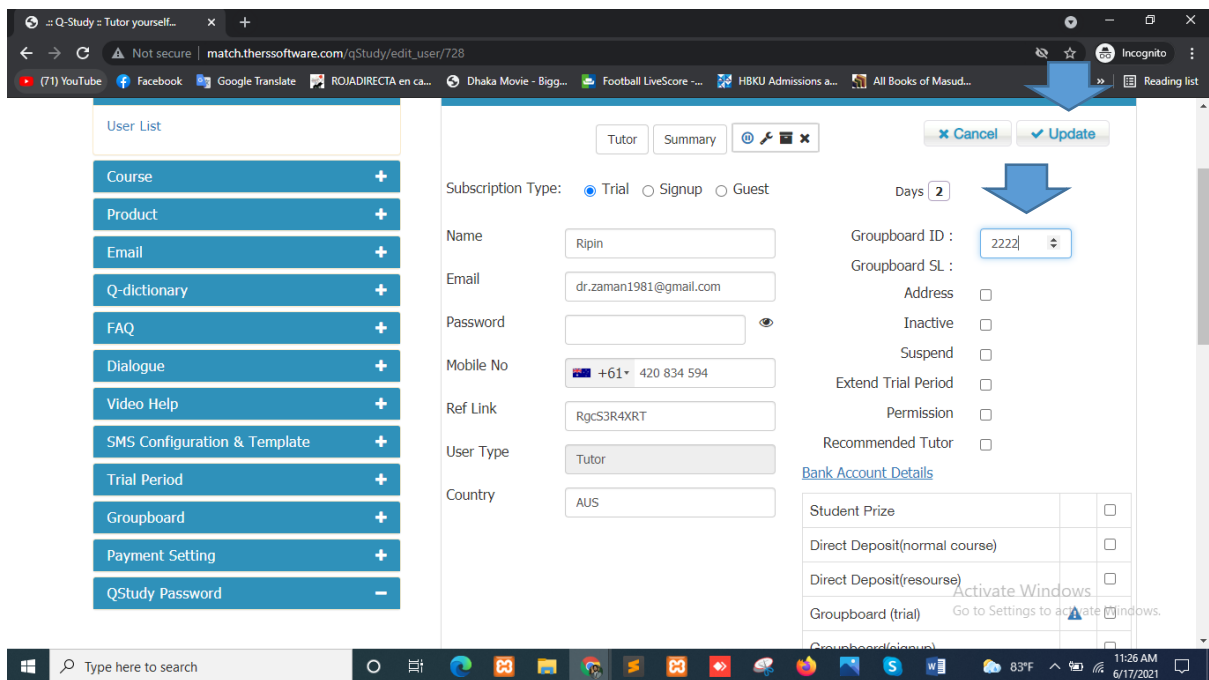 .:: Q-Study :: Tutor yourself...
Not secure | match.therssoftware.com/qStudy/edit_user/728
Incognito
(71) YouTube Facebook Google Translate ROJADIRECTA en ca... Dhaka Movie - Bigg... Football LiveScore -... HBKU Admissions a... All Books of Masud... » Reading list
User List
Course
Product
Email
Q-dictionary
FAQ
Dialogue
Video Help
SMS Configuration & Template
Trial Period
Groupboard
Payment Setting
QStudy Password
Tutor Summary
Cancel Update
Subscription Type: Trial Signup Guest
Days 2
Name Ripin
Email dr.zaman1981@gmail.com
Password
Mobile No +61 420 834 594
Ref Link RgcS3R4XRT
User Type Tutor
Country AUS
Groupboard ID : 2222
Groupboard SL :
Address
Inactive
Suspend
Extend Trial Period
Permission
Recommended Tutor
Bank Account Details
Student Prize
Direct Deposit(normal course)
Direct Deposit(resourse)
Groupboard (trial)
Groupboard(signup)
Activate Windows
Go to Settings to activate Windows.
Type here to search
83°F
11:26 AM
6/17/2021